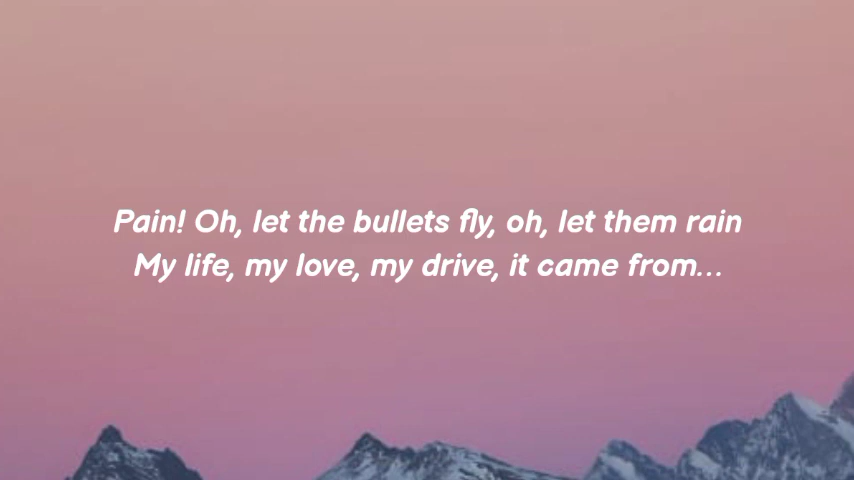 Pain! Oh, let the bullets fly, oh, let them rain
My life, my love, my drive, it came from...